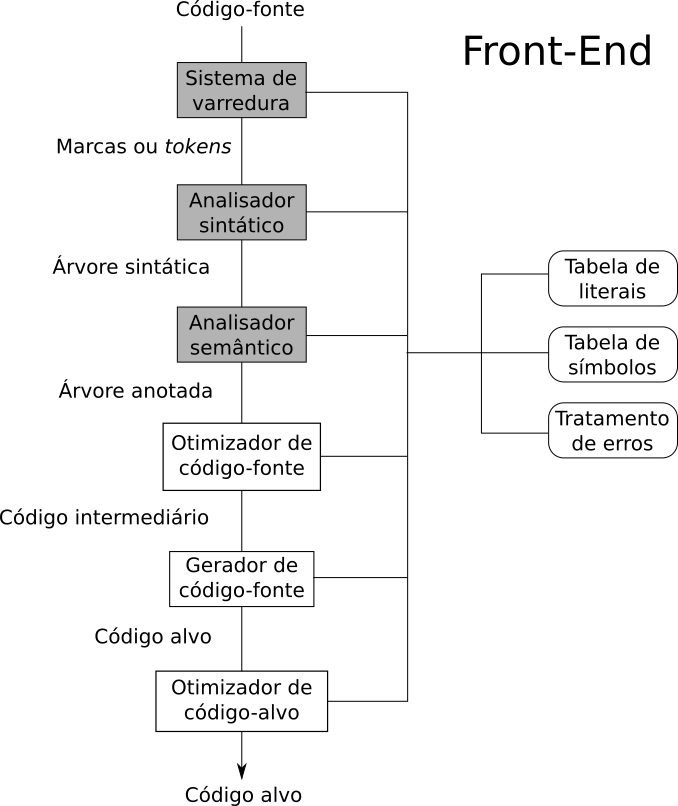 Código-fonte
Front-End
Sistema de
varredura
Marcas ou tokens
Analisador
sintático
Árvore sintática
Analisador
semântico
Árvore anotada
Otimizador de
código-fonte
Código intermediário
Gerador de
código-fonte
Código alvo
Otimizador de
código-alvo
Código alvo
Tabela de
literais
Tabela de
símbolos
Tratamento
de erros